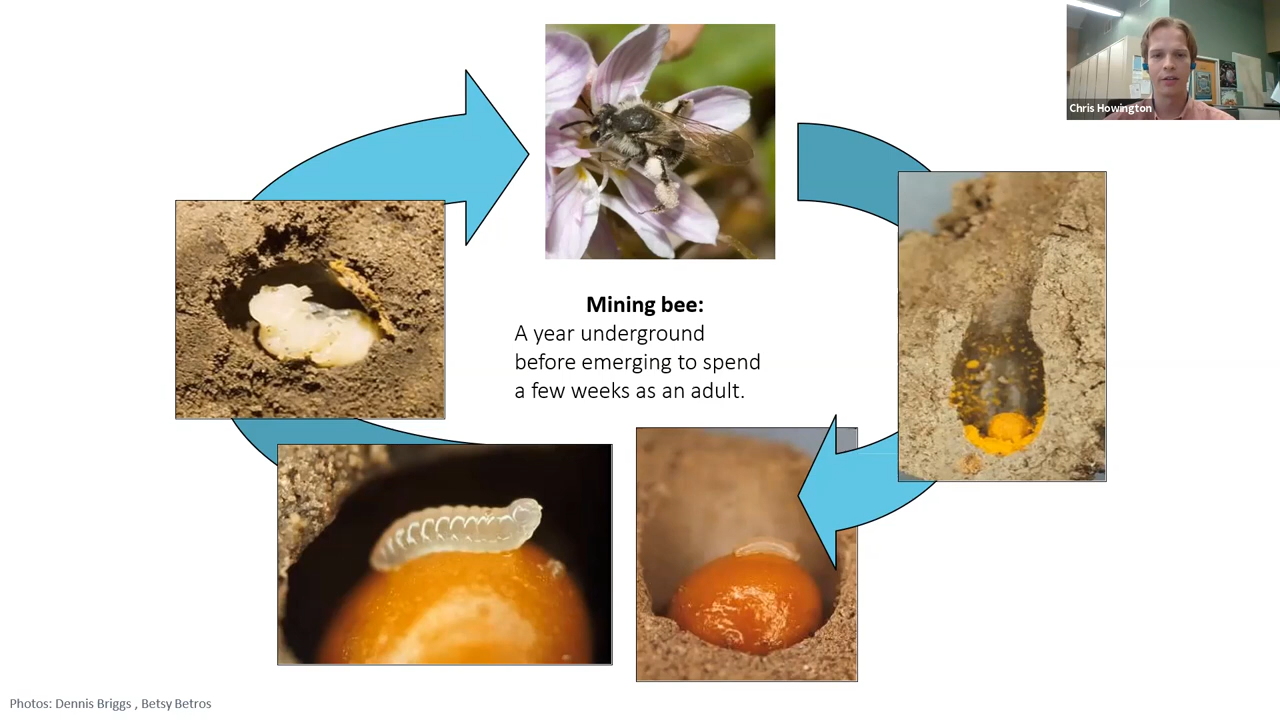 Chris Howington
Mining bee:
A year underground
before emerging to spend
a few weeks as an adult.
Photos: Dennis Briggs , Betsy Betros